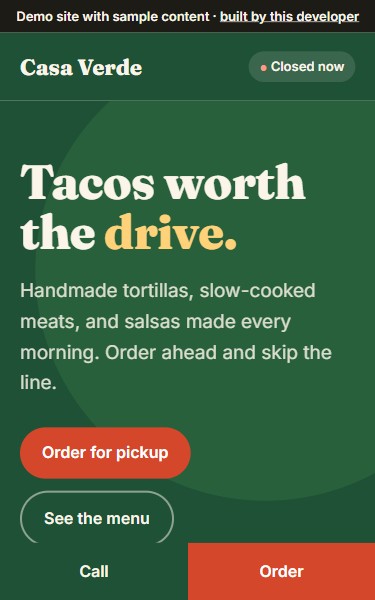 Demo site with sample content · built by this developer
Casa Verde
Closed now
Tacos worth
the drive.
Handmade tortillas, slow-cooked
meats, and salsas made every
morning. Order ahead and skip the
line.
Order for pickup
See the menu
Call
Order